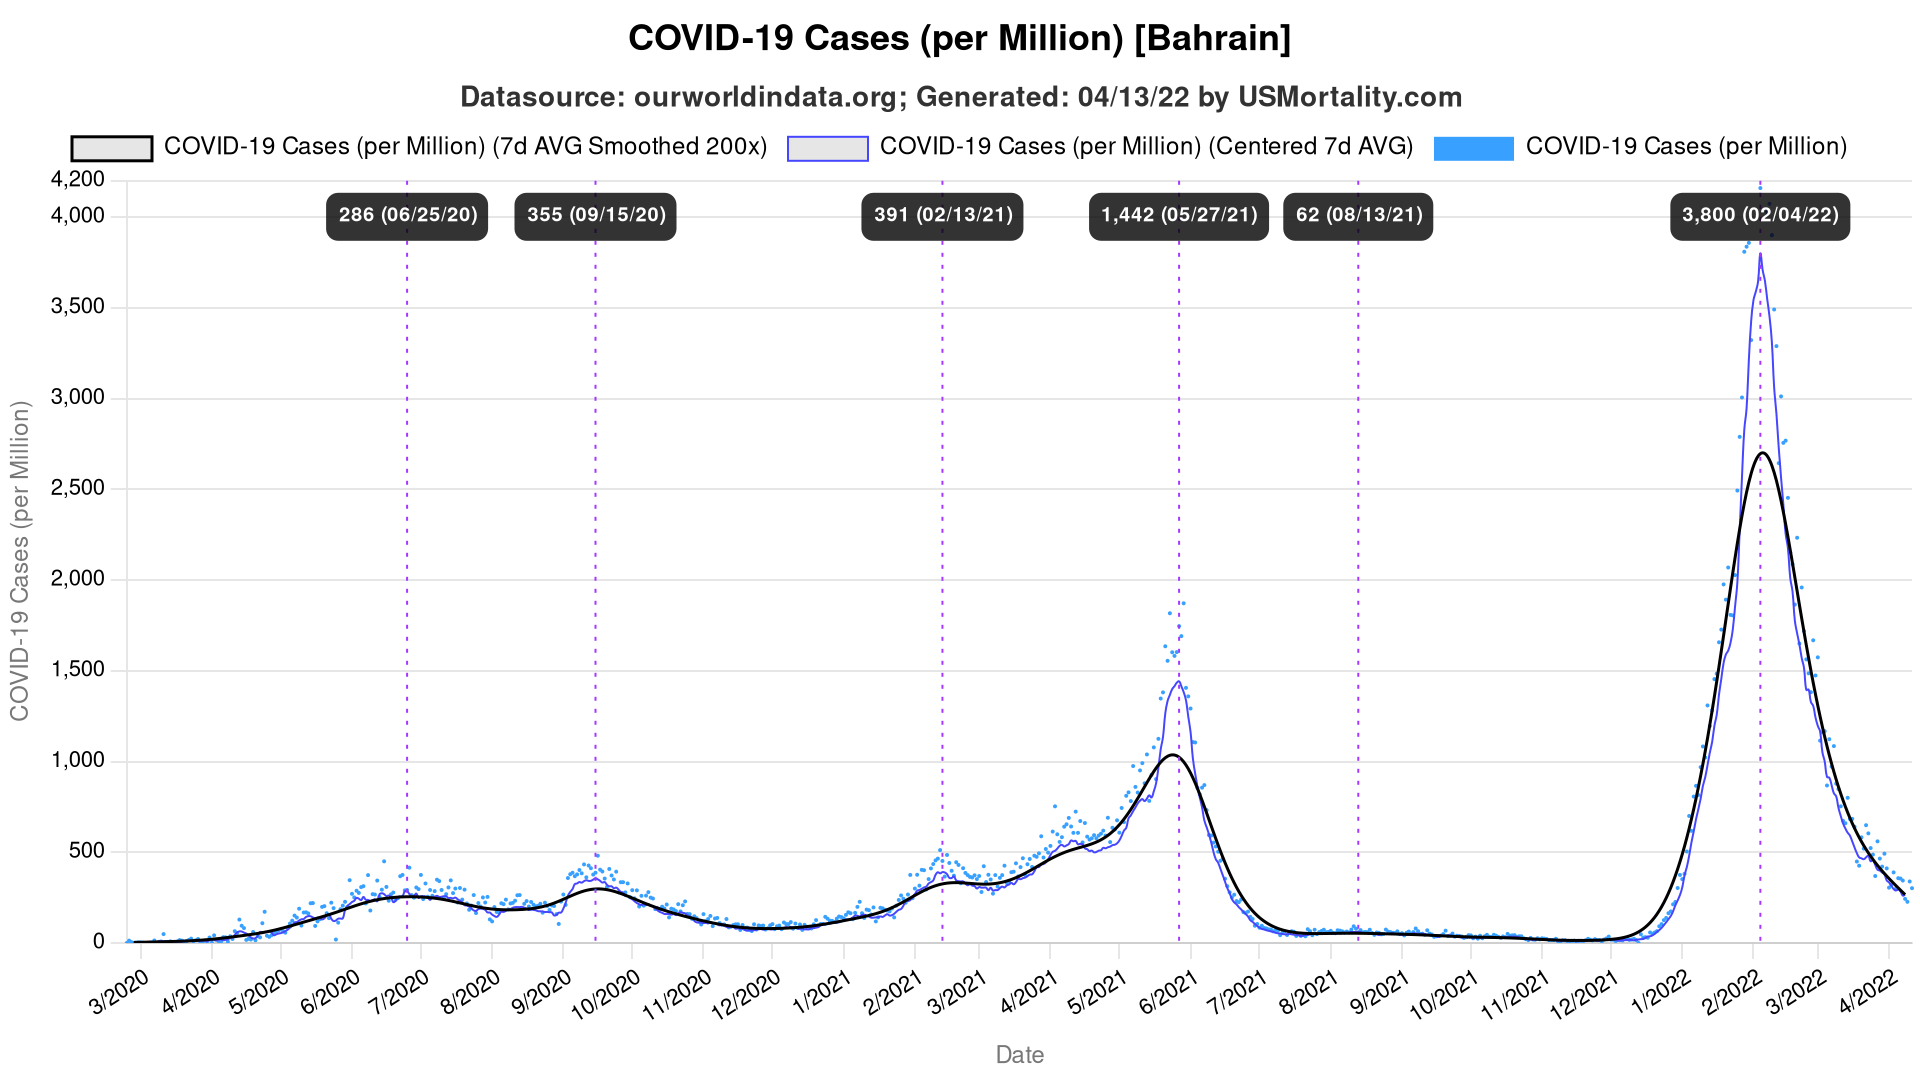 COVID-19 Cases (per Million) [Bahrain]
Datasource: ourworldindata.org; Generated: 04/13/22 by USMortality.com
COVID-19 Cases (per Million) (7d AVG Smoothed 200x) COVID-19 Cases (per Million) (Centered 7d AVG) COVID-19 Cases (per Million)
4,200
286 (06/25/20) 355 (09/15/20) 391 (02/13/21) 1,442 (05/27/21) 62 (08/13/21) 3,800 (02/04/22)
4,000
3,500
3,000
2,500
2,000
1,500
1,000
500
0
COVID-19 Cases (per Million)
3/2020 4/2020 5/2020 6/2020 7/2020 8/2020 9/2020 10/2020 11/2020 12/2020 1/2021 2/2021 3/2021 4/2021 5/2021 6/2021 7/2021 8/2021 9/2021 10/2021 11/2021 12/2021 1/2022 2/2022 3/2022 4/2022
Date